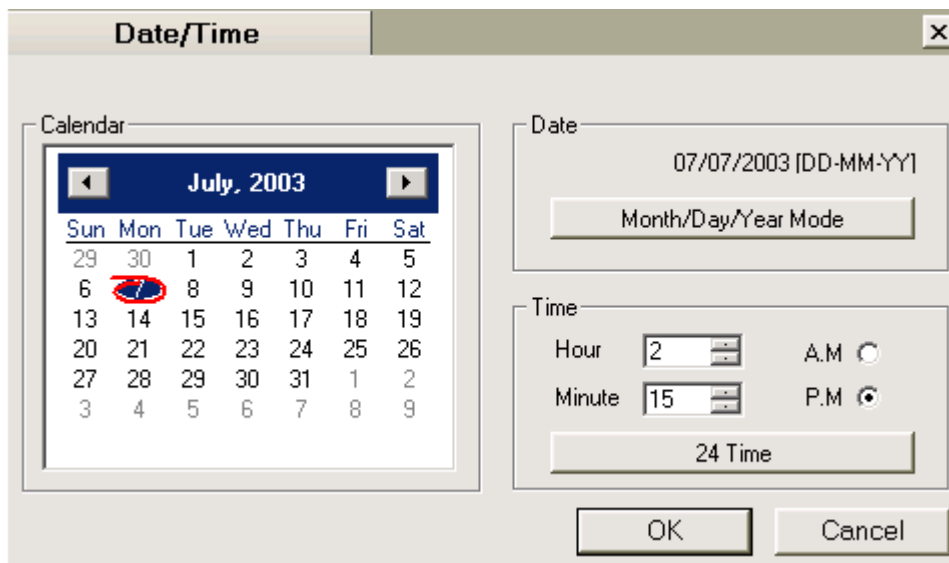 Date/Time
Calendar
July, 2003
Sun Mon Tue Wed Thu Fri Sat
29 30 1 2 3 4 5
6 7 8 9 10 11 12
13 14 15 16 17 18 19
20 21 22 23 24 25 26
27 28 29 30 31 1 2
3 4 5 6 7 8 9
Date
07/07/2003 [DD-MM-YY]
Month/Day/Year Mode
Time
Hour 2 A.M
Minute 15 P.M
24 Time
OK Cancel